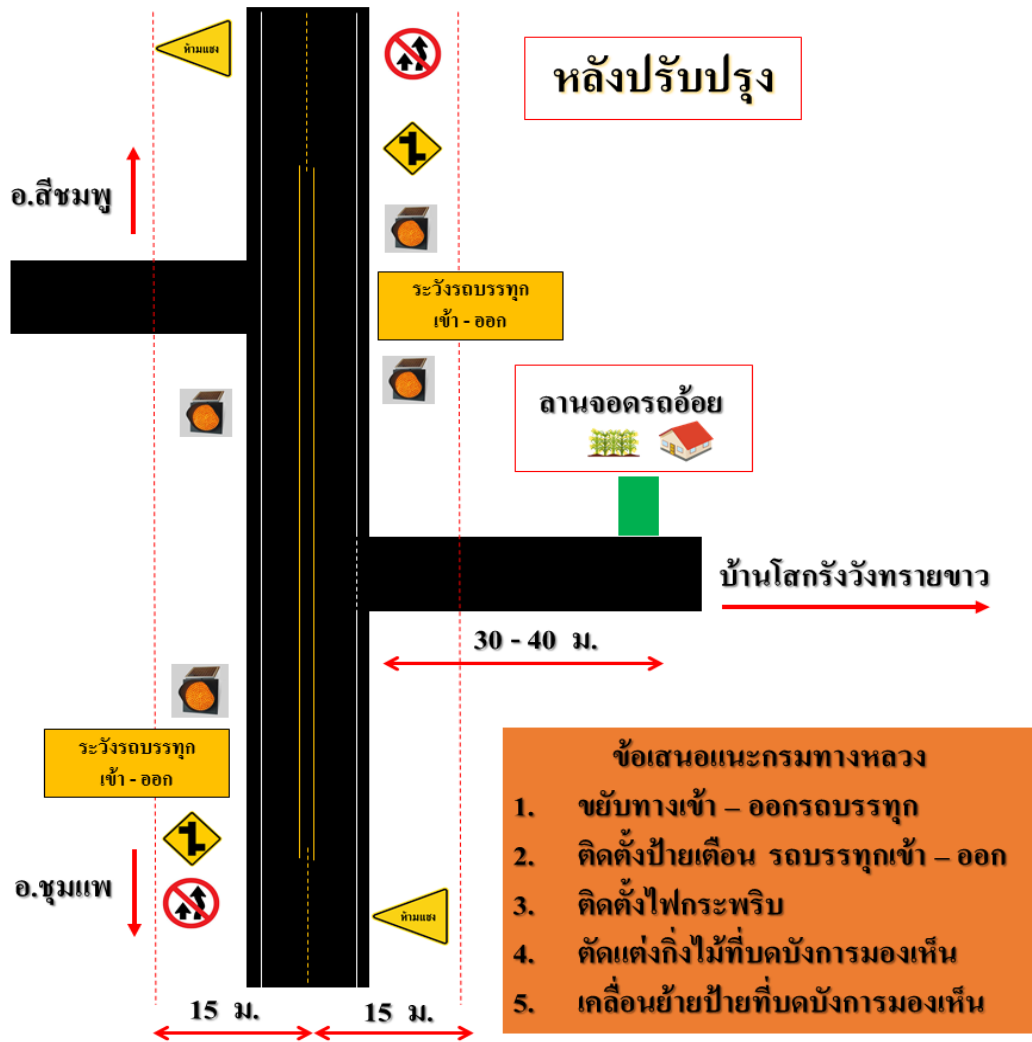 ห้ามแซง
หลังปรับปรุง
อ.สีชมพู
ระวังรถบรรทุก
เข้า - ออก
ลานจอดรถอ้อย
บ้านโสกรังวังทรายขาว
30 - 40 ม.
ระวังรถบรรทุก
เข้า - ออก
อ.ชุมแพ
ห้ามแซง
15 ม.
15 ม.
ข้อเสนอแนะกรมทางหลวง
1. ขยับทางเข้า – ออกรถบรรทุก
2. ติดตั้งป้ายเตือน รถบรรทุกเข้า – ออก
3. ติดตั้งไฟกระพริบ
4. ตัดแต่งกิ่งไม้ที่บดบังการมองเห็น
5. เคลื่อนย้ายป้ายที่บดบังการมองเห็น